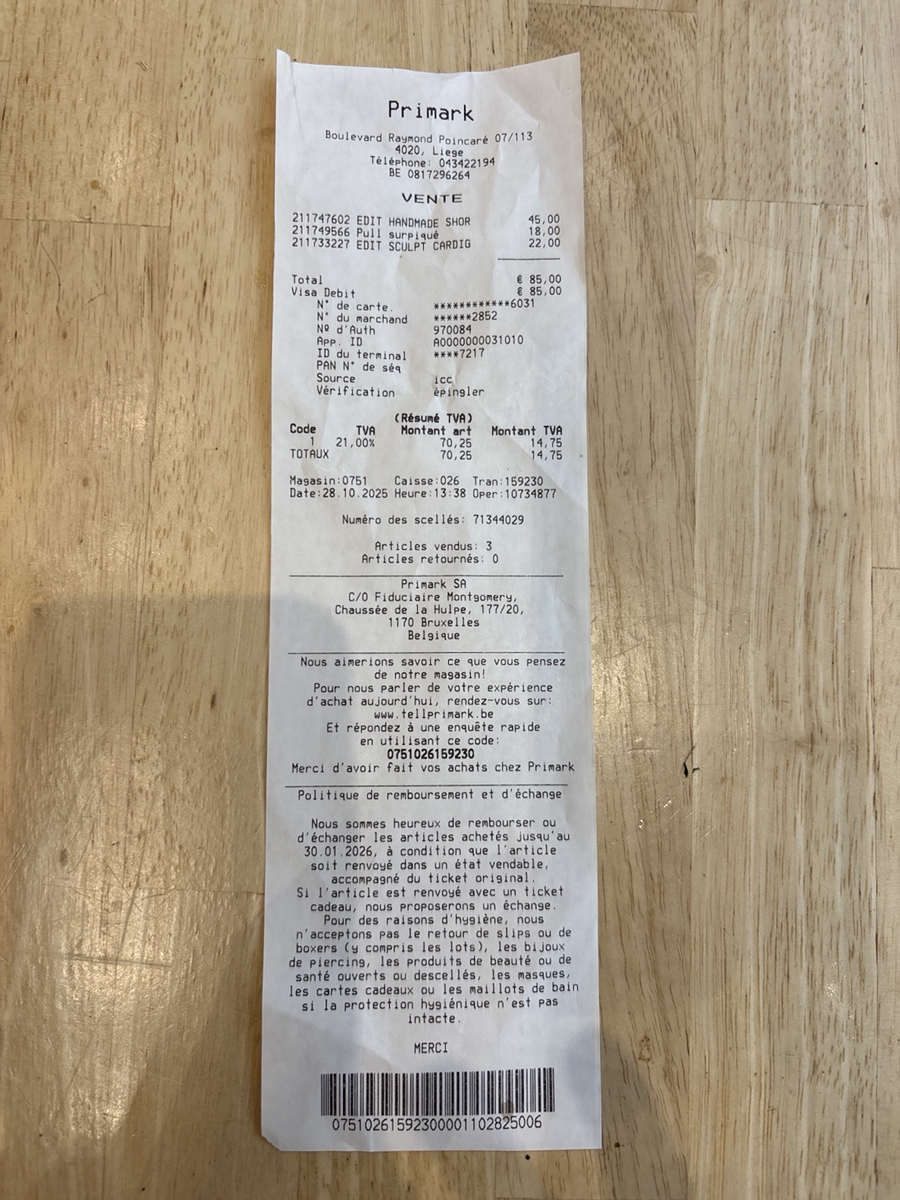 Primark
Boulevard Raymond Poincaré 07/113
4020, Liege
Téléphone: 043422194
BE 0817296264
VENTE
211747602 EDIT HANDMADE SHOR 45,00
211749566 Pull surpiqué 18,00
211733227 EDIT SCULPT CARDIG 22,00
Total € 85,00
Visa Debit € 85,00
N° de carte. ************6031
N° du marchand ******2852
Nº d'Auth 970084
App. ID A0000000031010
ID du terminal ****7217
PAN N° de séq
Source icc
Vérification épingler
(Résumé TVA)
Code TVA Montant art Montant TVA
1 21,00% 70,25 14,75
TOTAUX 70,25 14,75
Magasin:0751 Caisse:026 Tran:159230
Date:28.10.2025 Heure:13:38 Oper:10734877
Numéro des scellés: 71344029
Articles vendus: 3
Articles retournés: 0
Primark SA
C/O Fiduciaire Montgomery,
Chaussée de la Hulpe, 177/20,
1170 Bruxelles
Belgique
Nous aimerions savoir ce que vous pensez
de notre magasin!
Pour nous parler de votre expérience
d'achat aujourd'hui, rendez-vous sur:
www.tellprimark.be
Et répondez à une enquête rapide
en utilisant ce code:
0751026159230
Merci d'avoir fait vos achats chez Primark
Politique de remboursement et d'échange
Nous sommes heureux de rembourser ou
d'échanger les articles achetés jusqu'au
30.01.2026, à condition que l'article
soit renvoyé dans un état vendable,
accompagné du ticket original.
Si l'article est renvoyé avec un ticket
cadeau, nous proposerons un échange.
Pour des raisons d'hygiène, nous
n'acceptons pas le retour de slips ou de
boxers (y compris les lots), les bijoux
de piercing, les produits de beauté ou de
santé ouverts ou descellés, les masques,
les cartes cadeaux ou les maillots de bain
si la protection hygiénique n'est pas
intacte.
MERCI
07510261592300001102825006